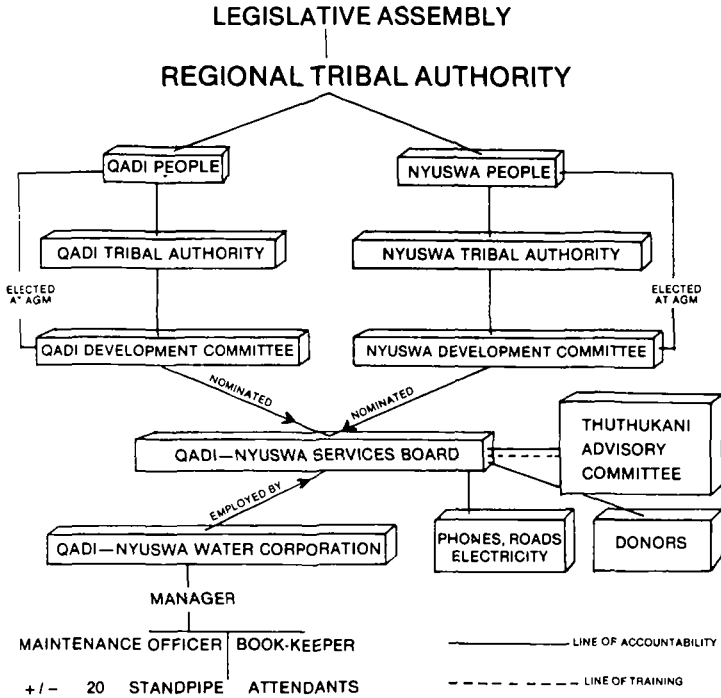 LEGISLATIVE ASSEMBLY
REGIONAL TRIBAL AUTHORITY
QADI PEOPLE
NYUSWA PEOPLE
QADI TRIBAL AUTHORITY
NYUSWA TRIBAL AUTHORITY
ELECTED
AT AGM
ELECTED
AT AGM
QADI DEVELOPMENT COMMITTEE
NYUSWA DEVELOPMENT COMMITTEE
NOMINATED
NOMINATED
THUTHUKANI
ADVISORY
COMMITTEE
QADI—NYUSWA SERVICES BOARD
EMPLOYED BY
PHONES, ROADS
ELECTRICITY
DONORS
QADI—NYUSWA WATER CORPORATION
MANAGER
MAINTENANCE OFFICER BOOK-KEEPER
LINE OF ACCOUNTABILITY
+/- 20 STANDPIPE ATTENDANTS
LINE OF TRAINING